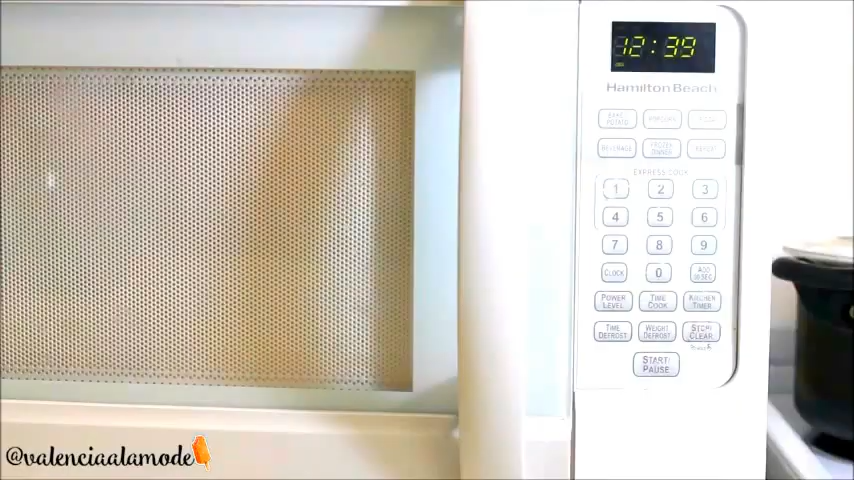 12:39
Hamilton Beach
BAKED POTATO
POPCORN
PIZZA
BEVERAGE
FROZEN DINNER
REHEAT
EXPRESS COOK
1 2 3
4 5 6
7 8 9
CLOCK 0 ADD 30 SEC
POWER LEVEL
TIME COOK
KITCHEN TIMER
TIME DEFROST
WEIGHT DEFROST
STOP/ CLEAR
START/ PAUSE
@valenciaalamode